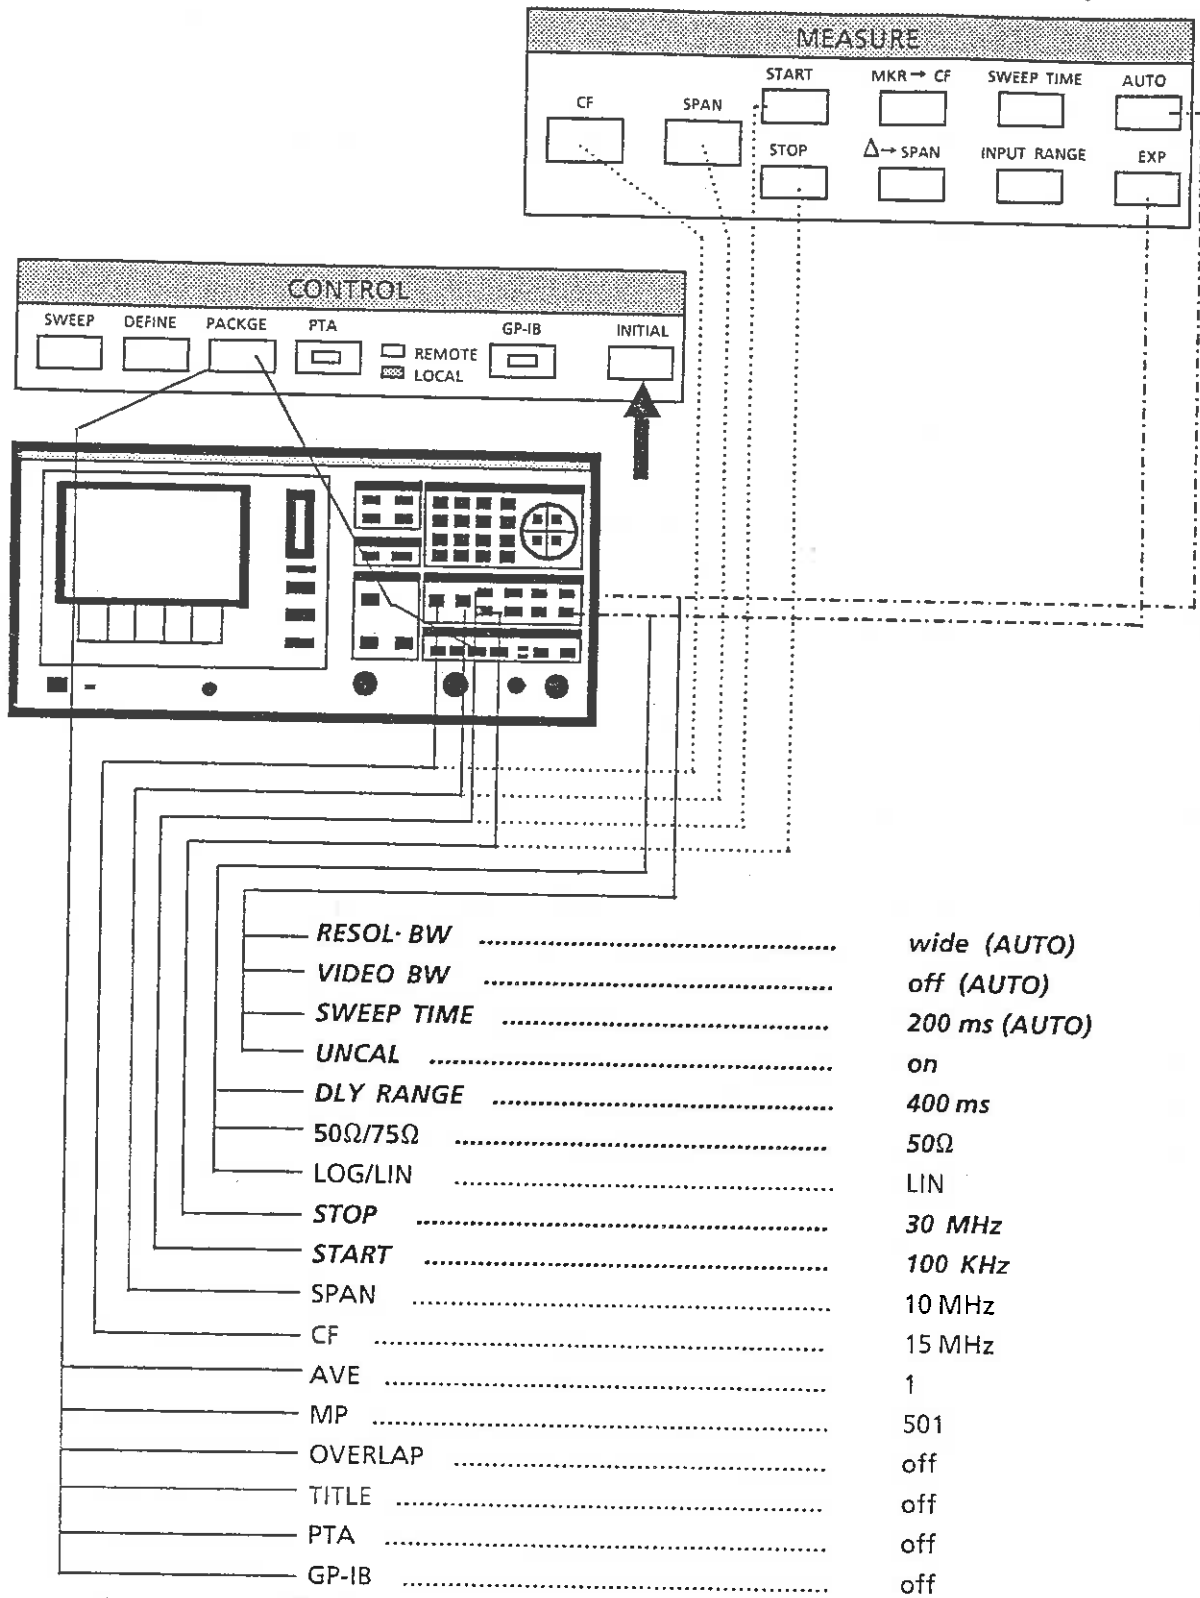 MEASURE
START MKR→ CF SWEEP TIME AUTO
CF SPAN
STOP Δ→ SPAN INPUT RANGE EXP
CONTROL
SWEEP DEFINE PACKGE PTA GP-IB INITIAL
REMOTE
LOCAL
RESOL· BW ........ wide (AUTO)
VIDEO BW ........ off (AUTO)
SWEEP TIME ........ 200 ms (AUTO)
UNCAL ........ on
DLY RANGE ........ 400 ms
50Ω/75Ω ........ 50Ω
LOG/LIN ........ LIN
STOP ........ 30 MHz
START ........ 100 KHz
SPAN ........ 10 MHz
CF ........ 15 MHz
AVE ........ 1
MP ........ 501
OVERLAP ........ off
TITLE ........ off
PTA ........ off
GP-IB ........ off